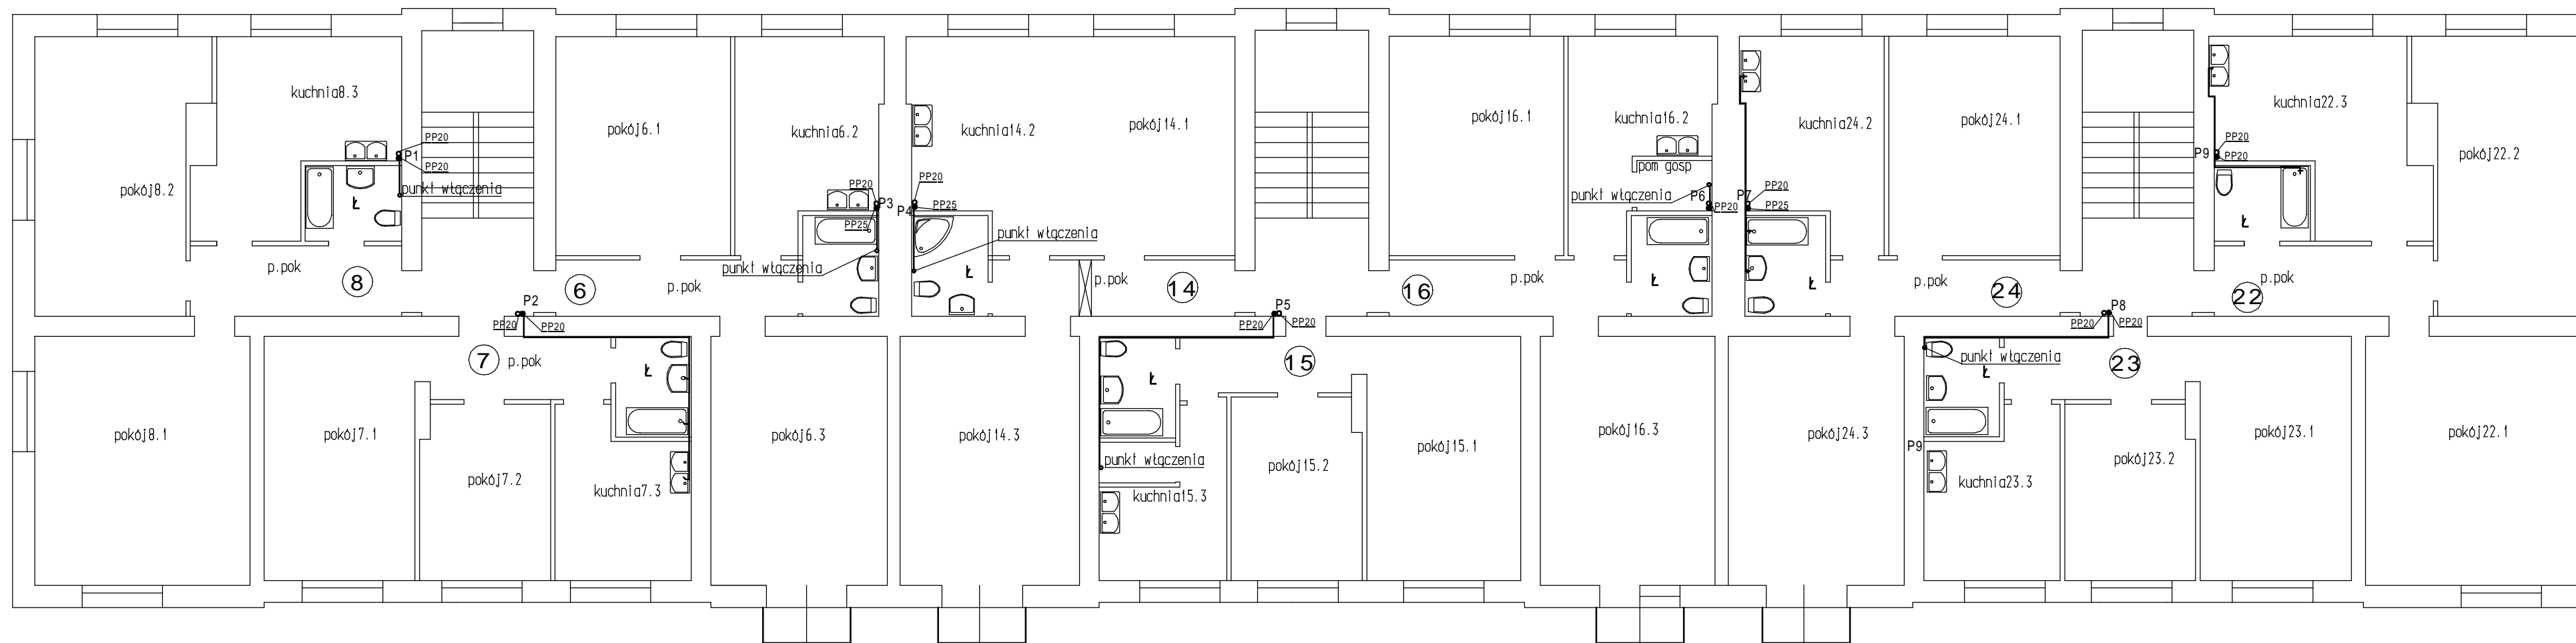 kuchnia8.3
PP20
P1
PP20
punkt włączenia
pokój8.2
Ł
p.pok
8
pokój6.1
kuchnia6.2
PP20
P3
PP25
punkt włączenia
p.pok
6
P2
PP20
PP20
7
p.pok
Ł
pokój8.1
pokój7.1
pokój7.2
kuchnia7.3
pokój6.3
kuchnia14.2
pokój14.1
PP20
P4
PP25
punkt włączenia
Ł
p.pok
14
P5
PP20
PP20
15
Ł
pokój14.3
punkt włączenia
kuchnia15.3
pokój15.2
pokój15.1
pokój16.1
kuchnia16.2
pom gosp
punkt włączenia
P6
PP20
Ł
p.pok
16
pokój16.3
kuchnia24.2
pokój24.1
P7
PP20
PP25
Ł
p.pok
24
P8
PP20
PP20
punkt włączenia
Ł
23
pokój24.3
P9
kuchnia23.3
pokój23.2
pokój23.1
kuchnia22.3
PP20
P9
PP20
pokój22.2
Ł
p.pok
22
pokój22.1